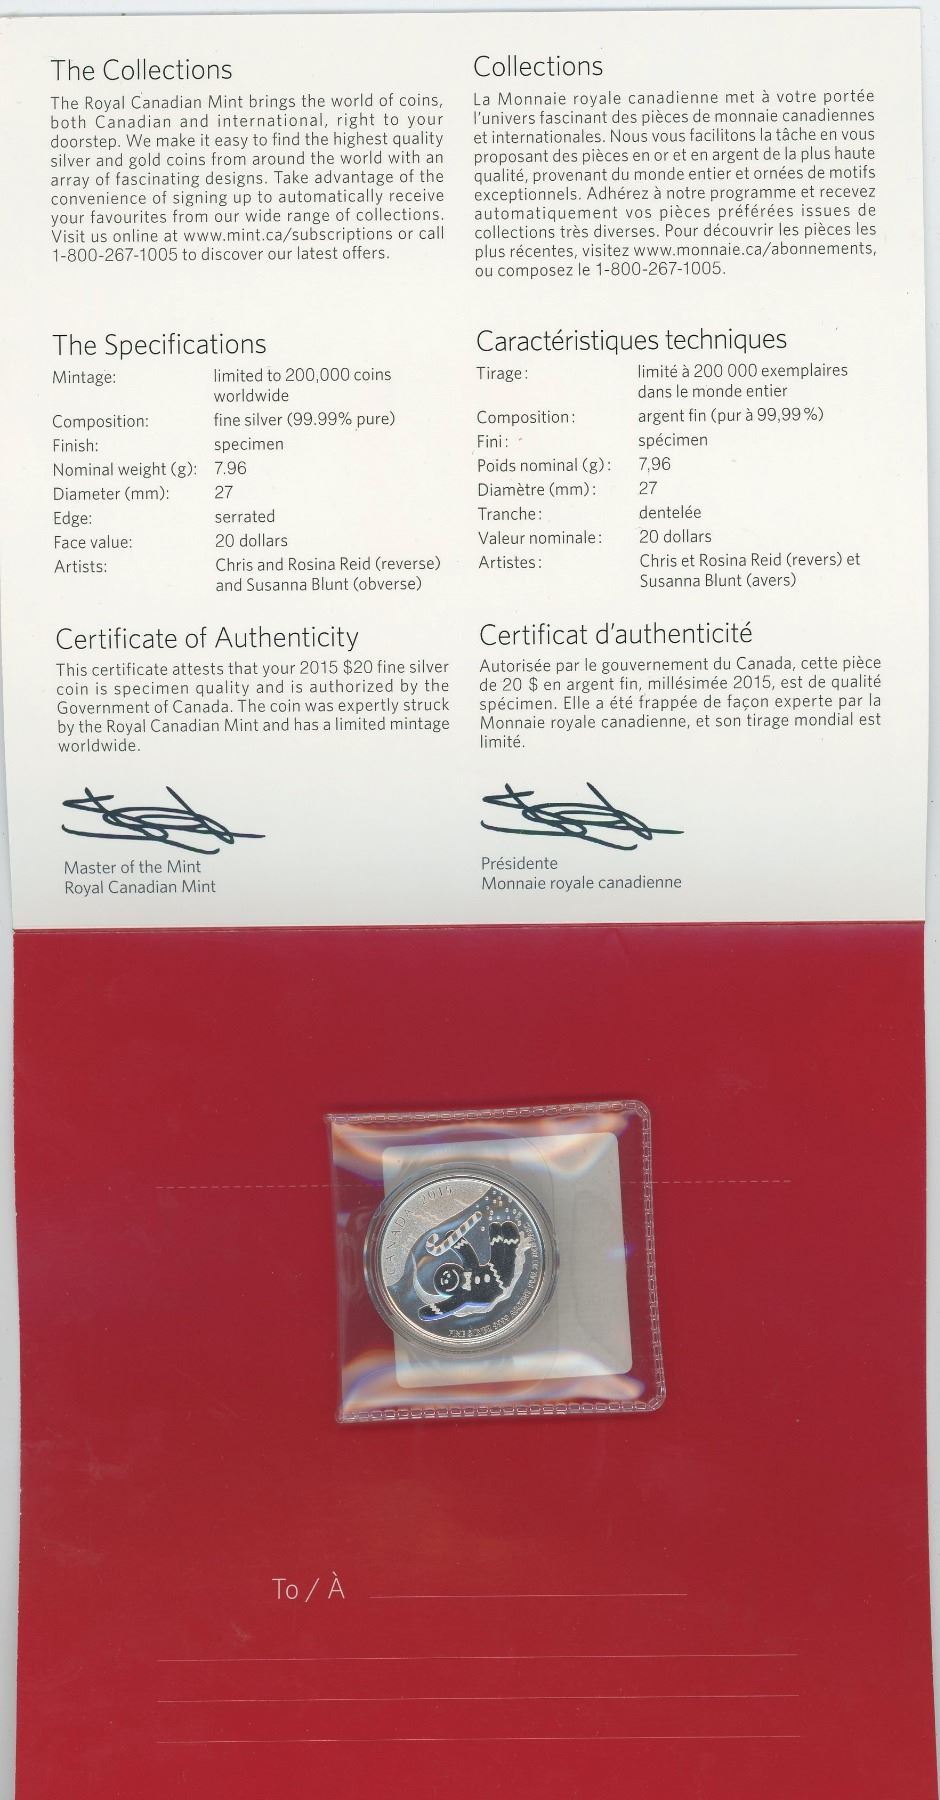 The Collections
The Royal Canadian Mint brings the world of coins,
both Canadian and international, right to your
doorstep. We make it easy to find the highest quality
silver and gold coins from around the world with an
array of fascinating designs. Take advantage of the
convenience of signing up to automatically receive
your favourites from our wide range of collections.
Visit us online at www.mint.ca/subscriptions or call
1-800-267-1005 to discover our latest offers.
Collections
La Monnaie royale canadienne met à votre portée
l'univers fascinant des pièces de monnaie canadiennes
et internationales. Nous vous facilitons la tâche en vous
proposant des pièces en or et en argent de la plus haute
qualité, provenant du monde entier et ornées de motifs
exceptionnels. Adhérez à notre programme et recevez
automatiquement vos pièces préférées issues de
collections très diverses. Pour découvrir les pièces les
plus récentes, visitez www.monnaie.ca/abonnements,
ou composez le 1-800-267-1005.
The Specifications
Mintage: limited to 200,000 coins
worldwide
Composition: fine silver (99.99% pure)
Finish: specimen
Nominal weight (g): 7.96
Diameter (mm): 27
Edge: serrated
Face value: 20 dollars
Artists: Chris and Rosina Reid (reverse)
and Susanna Blunt (obverse)
Caractéristiques techniques
Tirage: limité à 200 000 exemplaires
dans le monde entier
Composition: argent fin (pur à 99,99 %)
Fini: spécimen
Poids nominal (g): 7,96
Diamètre (mm): 27
Tranche: dentelée
Valeur nominale: 20 dollars
Artistes: Chris et Rosina Reid (revers) et
Susanna Blunt (avers)
Certificate of Authenticity
This certificate attests that your 2015 $20 fine silver
coin is specimen quality and is authorized by the
Government of Canada. The coin was expertly struck
by the Royal Canadian Mint and has a limited mintage
worldwide.
Master of the Mint
Royal Canadian Mint
Certificat d'authenticité
Autorisée par le gouvernement du Canada, cette pièce
de 20 $ en argent fin, millésimée 2015, est de qualité
spécimen. Elle a été frappée de façon experte par la
Monnaie royale canadienne, et son tirage mondial est
limité.
Présidente
Monnaie royale canadienne
CANADA 2015
FINE SILVER 9999 ARGENT PUR
To / À